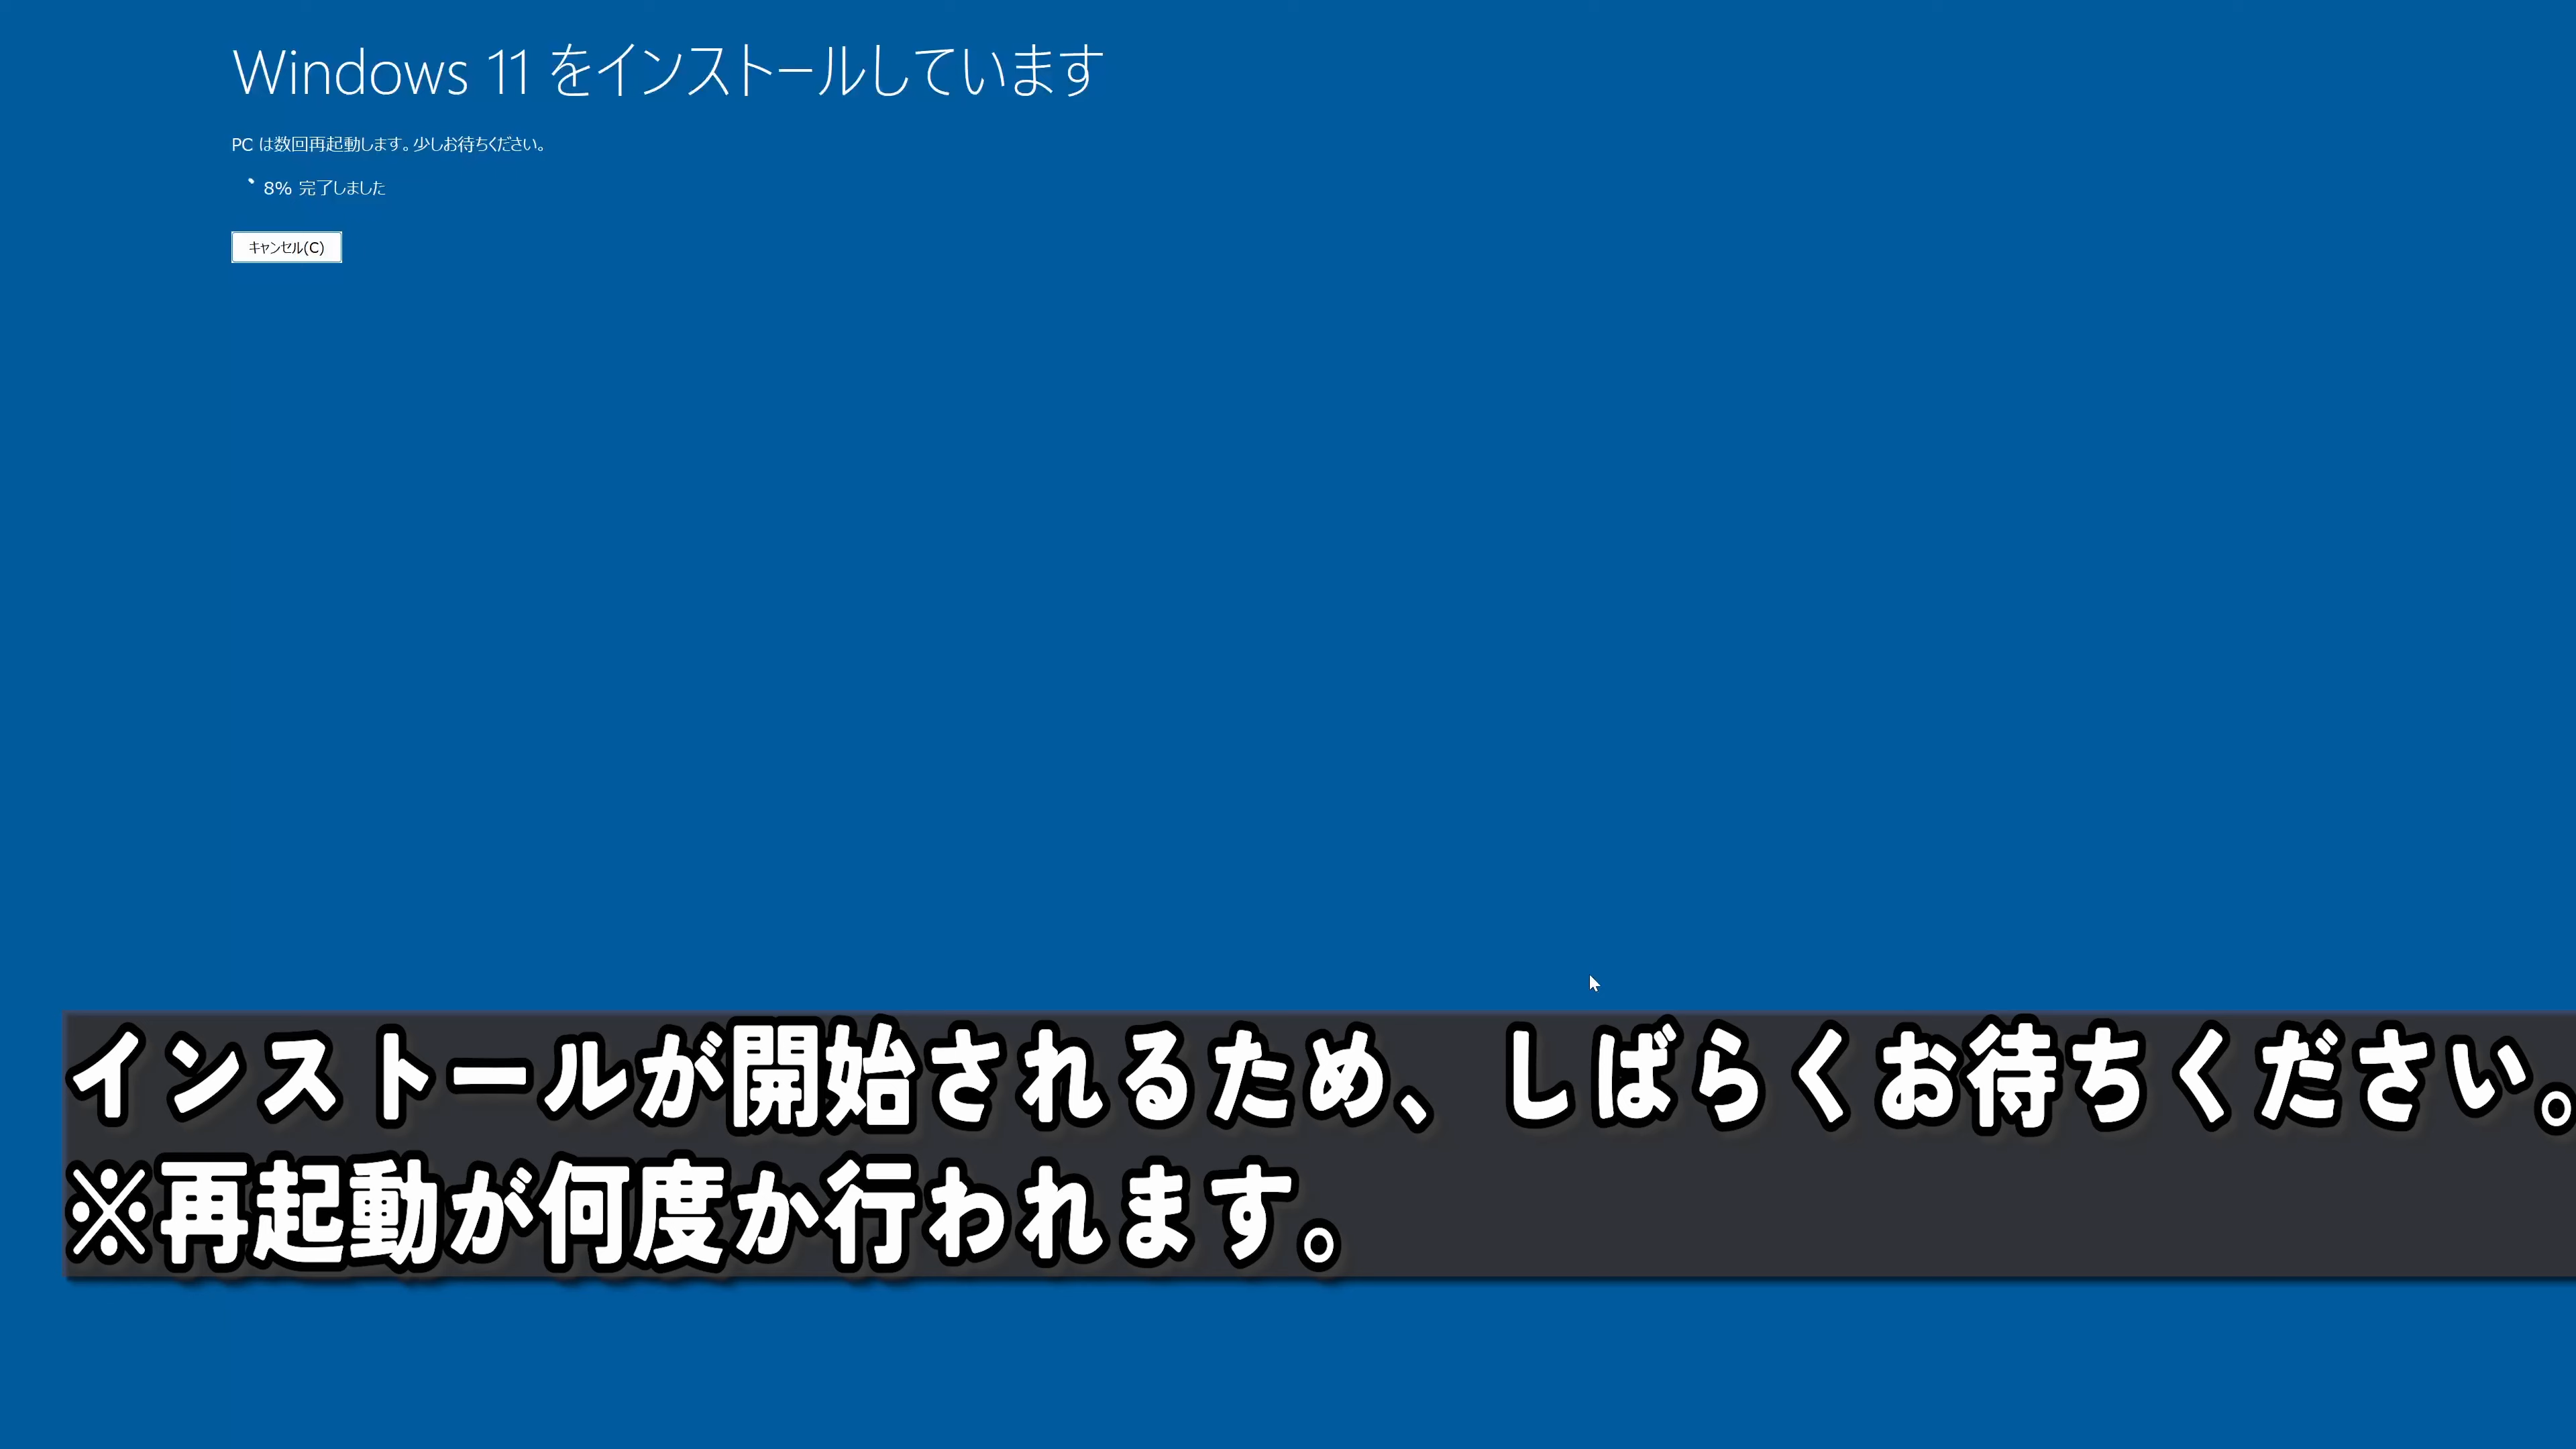 Windows 11 をインストールしています
PC は数回再起動します。少しお待ちください。
8% 完了しました
キャンセル(C)
インストールが開始されるため、しばらくお待ちください。
※再起動が何度か行われます。